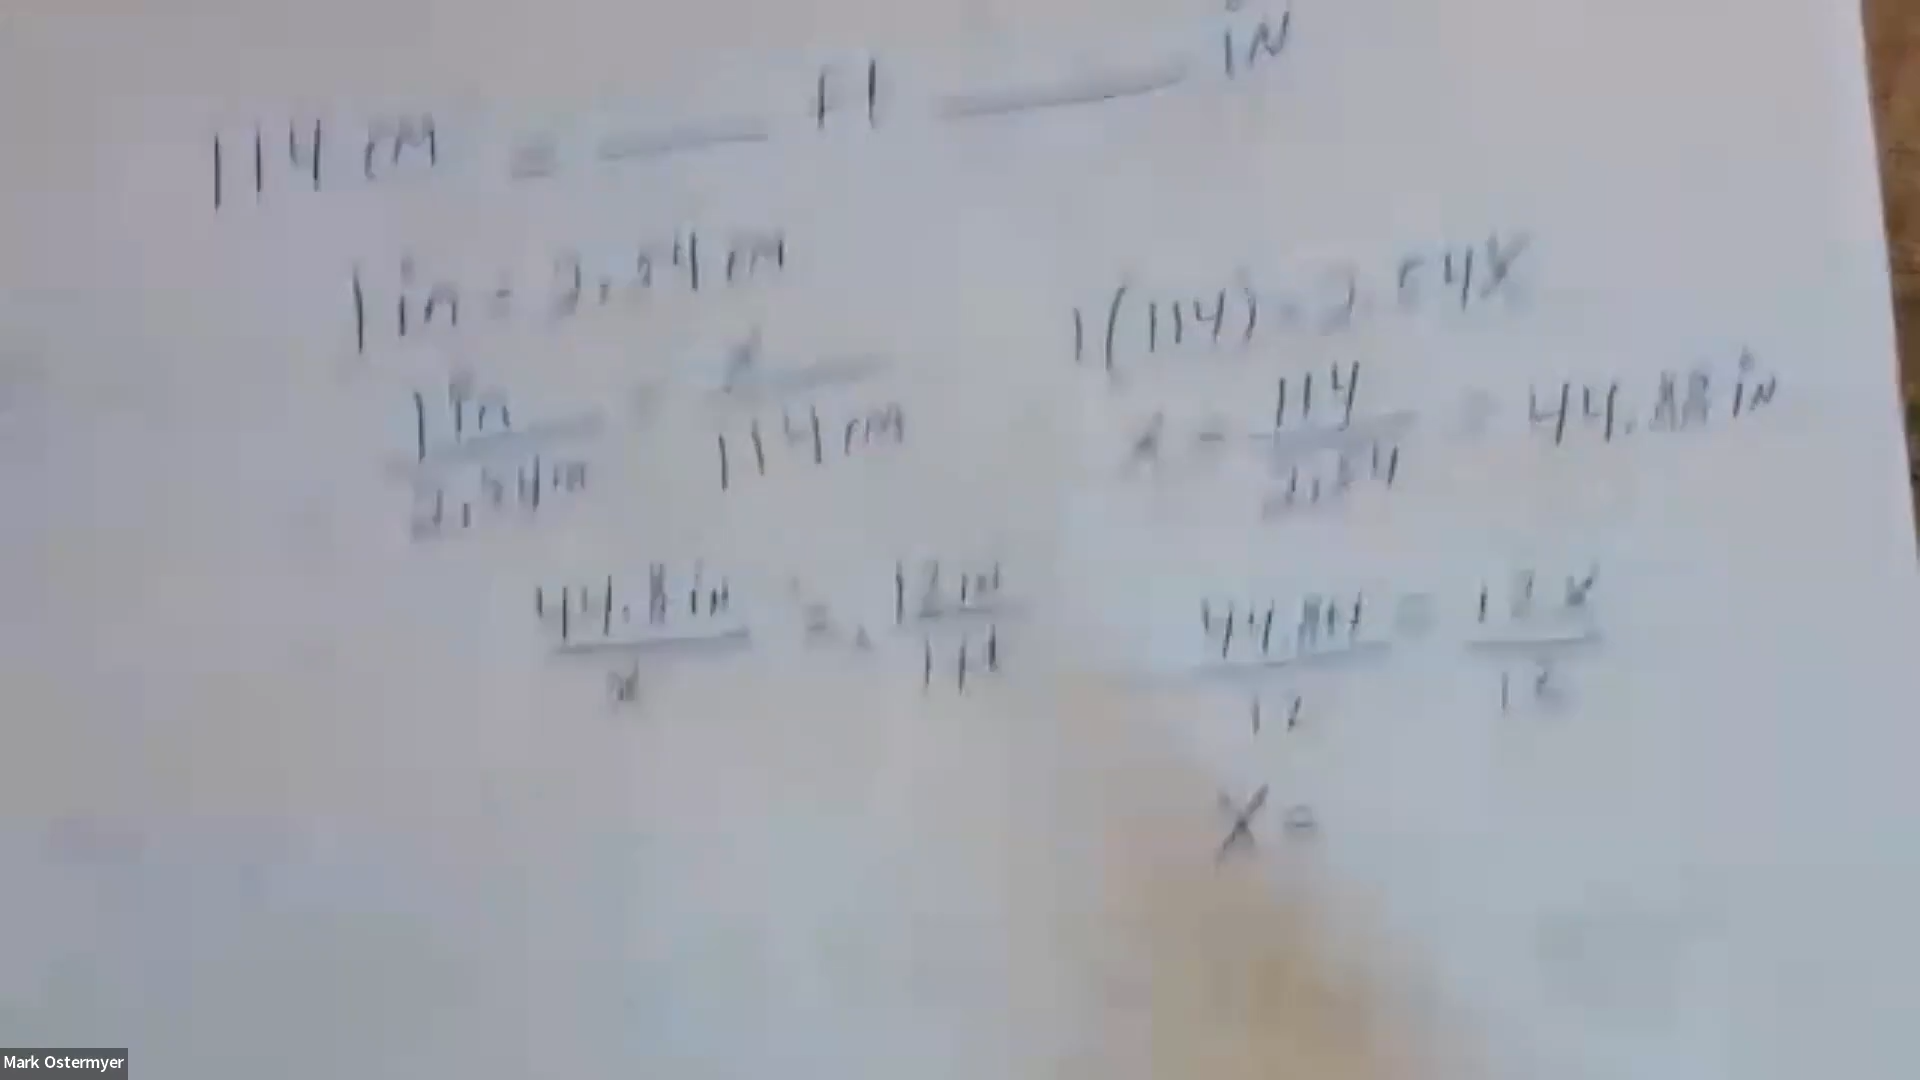 114 cm = ____ ft ____ in
1 in = 2.54 cm
1 in / 2.54 in = x / 114 cm
1(114) = 2.54x
x = 114 / 2.54 = 44.88 in
44.8 in / x = 12 in / 1 ft
44.88 / 12 = 12x / 12
x =
Mark Ostermyer